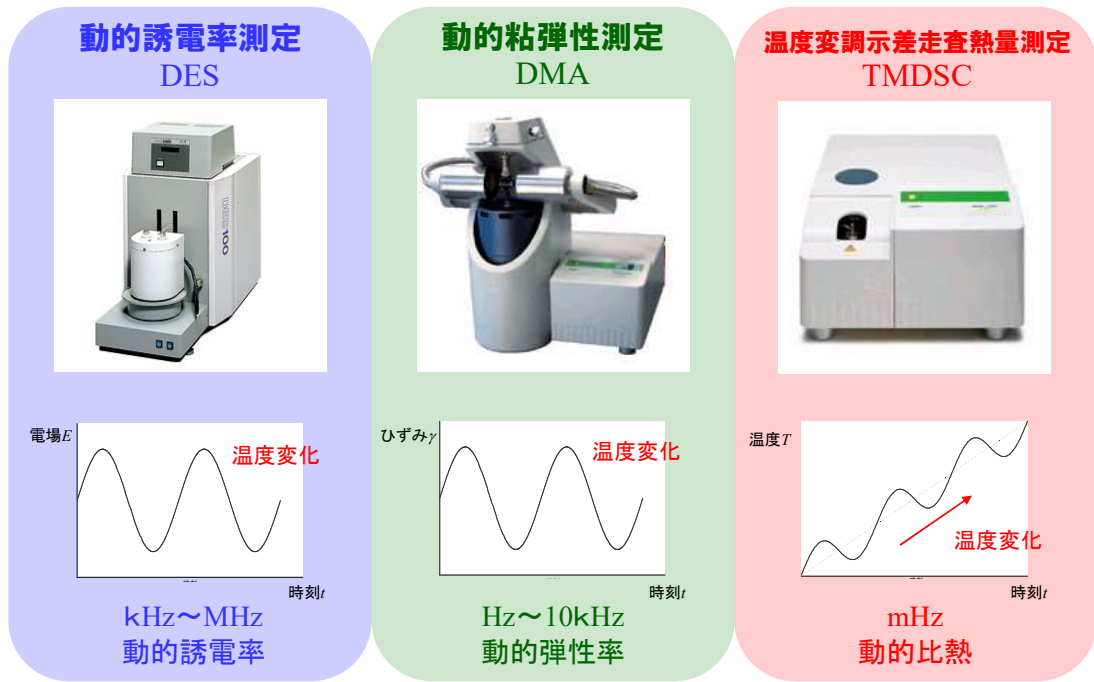 動的誘電率測定
DES
DES100
電場E
温度変化
時刻t
kHz～MHz
動的誘電率
動的粘弾性測定
DMA
ひずみγ
温度変化
時刻t
Hz～10kHz
動的弾性率
温度変調示差走査熱量測定
TMDSC
温度T
温度変化
時刻t
mHz
動的比熱